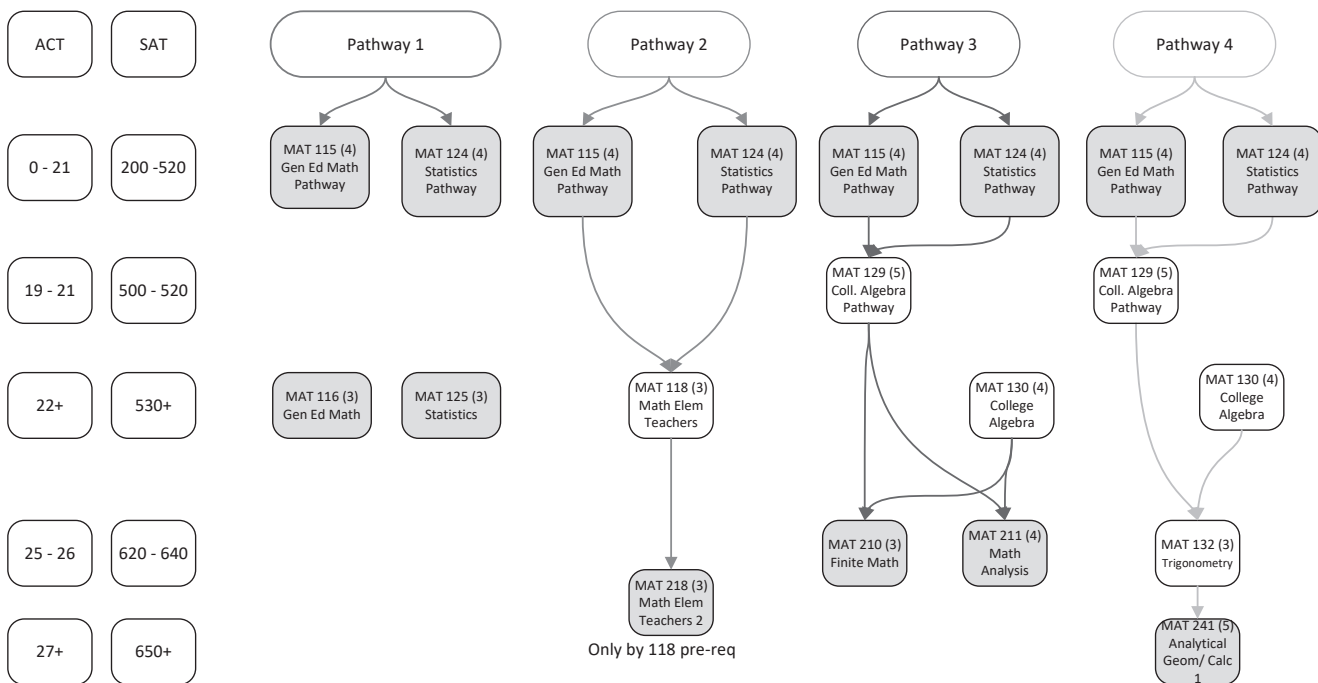 ACT
SAT
Pathway 1
Pathway 2
Pathway 3
Pathway 4
0 - 21
200 -520
MAT 115 (4)
Gen Ed Math
Pathway
MAT 124 (4)
Statistics
Pathway
MAT 115 (4)
Gen Ed Math
Pathway
MAT 124 (4)
Statistics
Pathway
MAT 115 (4)
Gen Ed Math
Pathway
MAT 124 (4)
Statistics
Pathway
MAT 115 (4)
Gen Ed Math
Pathway
MAT 124 (4)
Statistics
Pathway
19 - 21
500 - 520
MAT 129 (5)
Coll. Algebra
Pathway
MAT 129 (5)
Coll. Algebra
Pathway
22+
530+
MAT 116 (3)
Gen Ed Math
MAT 125 (3)
Statistics
MAT 118 (3)
Math Elem
Teachers
MAT 130 (4)
College
Algebra
MAT 130 (4)
College
Algebra
25 - 26
620 - 640
MAT 210 (3)
Finite Math
MAT 211 (4)
Math
Analysis
MAT 132 (3)
Trigonometry
MAT 218 (3)
Math Elem
Teachers 2
Only by 118 pre-req
27+
650+
MAT 241 (5)
Analytical
Geom/ Calc
1